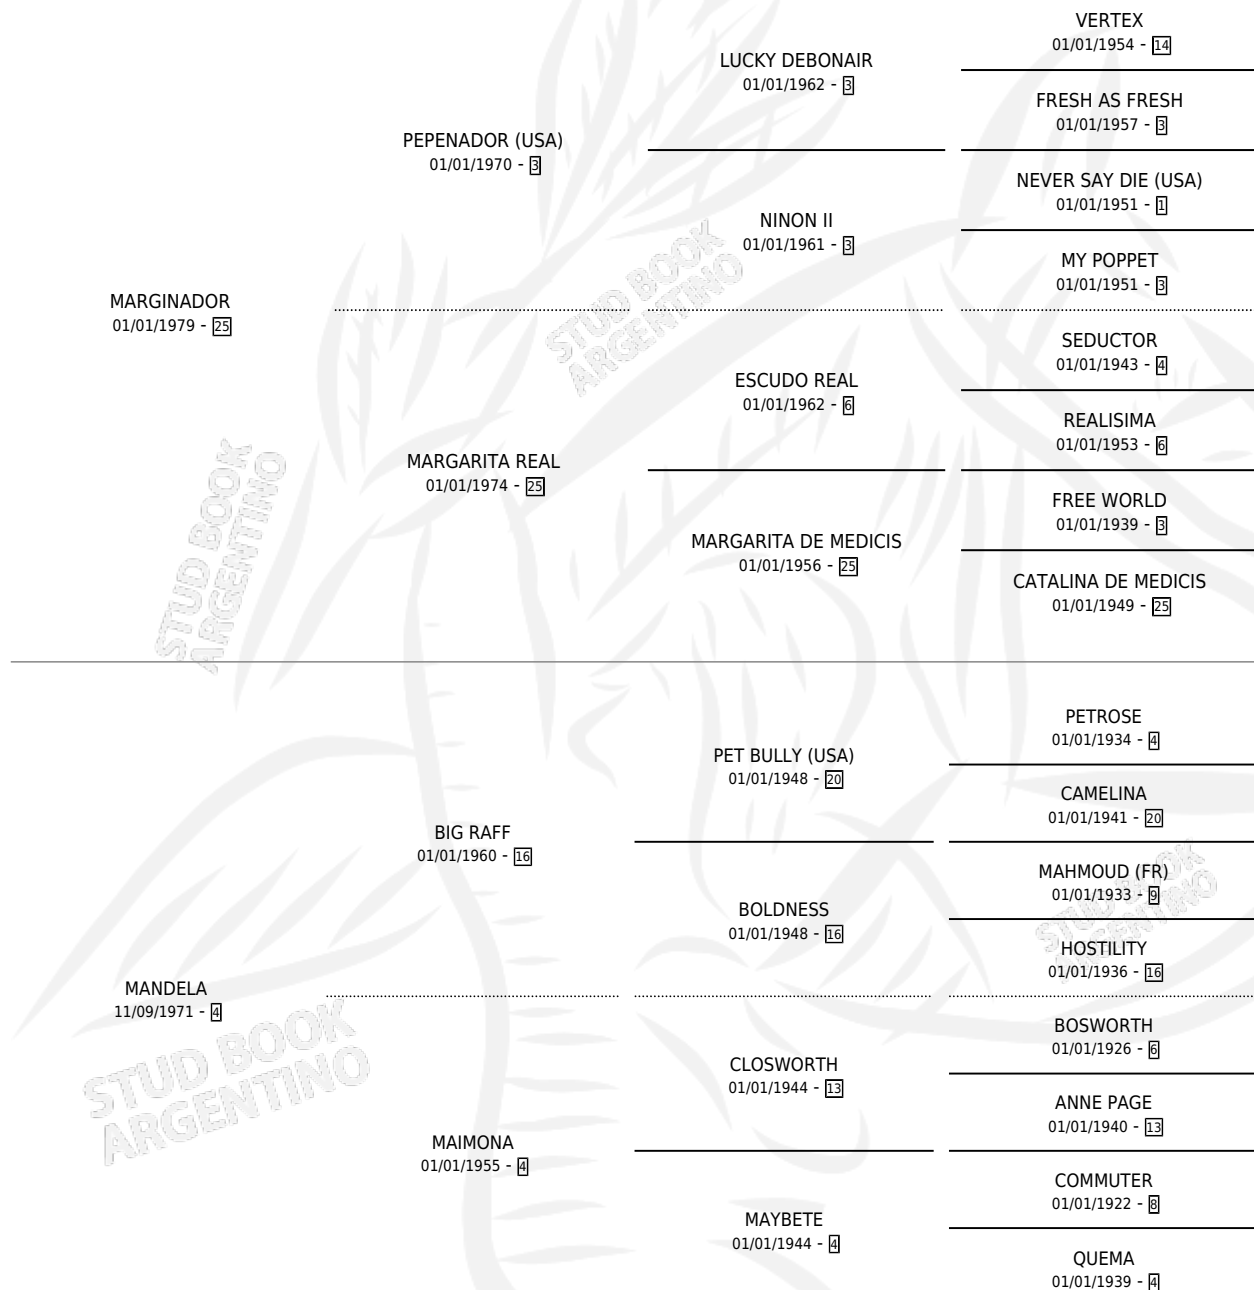 VERTEX
01/01/1954 - 14
LUCKY DEBONAIR
01/01/1962 - 3
FRESH AS FRESH
01/01/1957 - 3
PEPENADOR (USA)
01/01/1970 - 3
NEVER SAY DIE (USA)
01/01/1951 - 1
NINON II
01/01/1961 - 3
MY POPPET
01/01/1951 - 3
MARGINADOR
01/01/1979 - 25
SEDUCTOR
01/01/1943 - 4
ESCUDO REAL
01/01/1962 - 6
REALISIMA
01/01/1953 - 6
MARGARITA REAL
01/01/1974 - 25
FREE WORLD
01/01/1939 - 3
MARGARITA DE MEDICIS
01/01/1956 - 25
CATALINA DE MEDICIS
01/01/1949 - 25
PETROSE
01/01/1934 - 4
PET BULLY (USA)
01/01/1948 - 20
CAMELINA
01/01/1941 - 20
BIG RAFF
01/01/1960 - 16
MAHMOUD (FR)
01/01/1933 - 9
BOLDNESS
01/01/1948 - 16
HOSTILITY
01/01/1936 - 16
MANDELA
11/09/1971 - 4
BOSWORTH
01/01/1926 - 6
CLOSWORTH
01/01/1944 - 13
ANNE PAGE
01/01/1940 - 13
MAIMONA
01/01/1955 - 4
COMMUTER
01/01/1922 - 8
MAYBETE
01/01/1944 - 4
QUEMA
01/01/1939 - 4
STUD BOOK
ARGENTINO
STUD BOOK
ARGENTINO
STUD BOOK
ARGENTINO
STUD BOOK
ARGENTINO